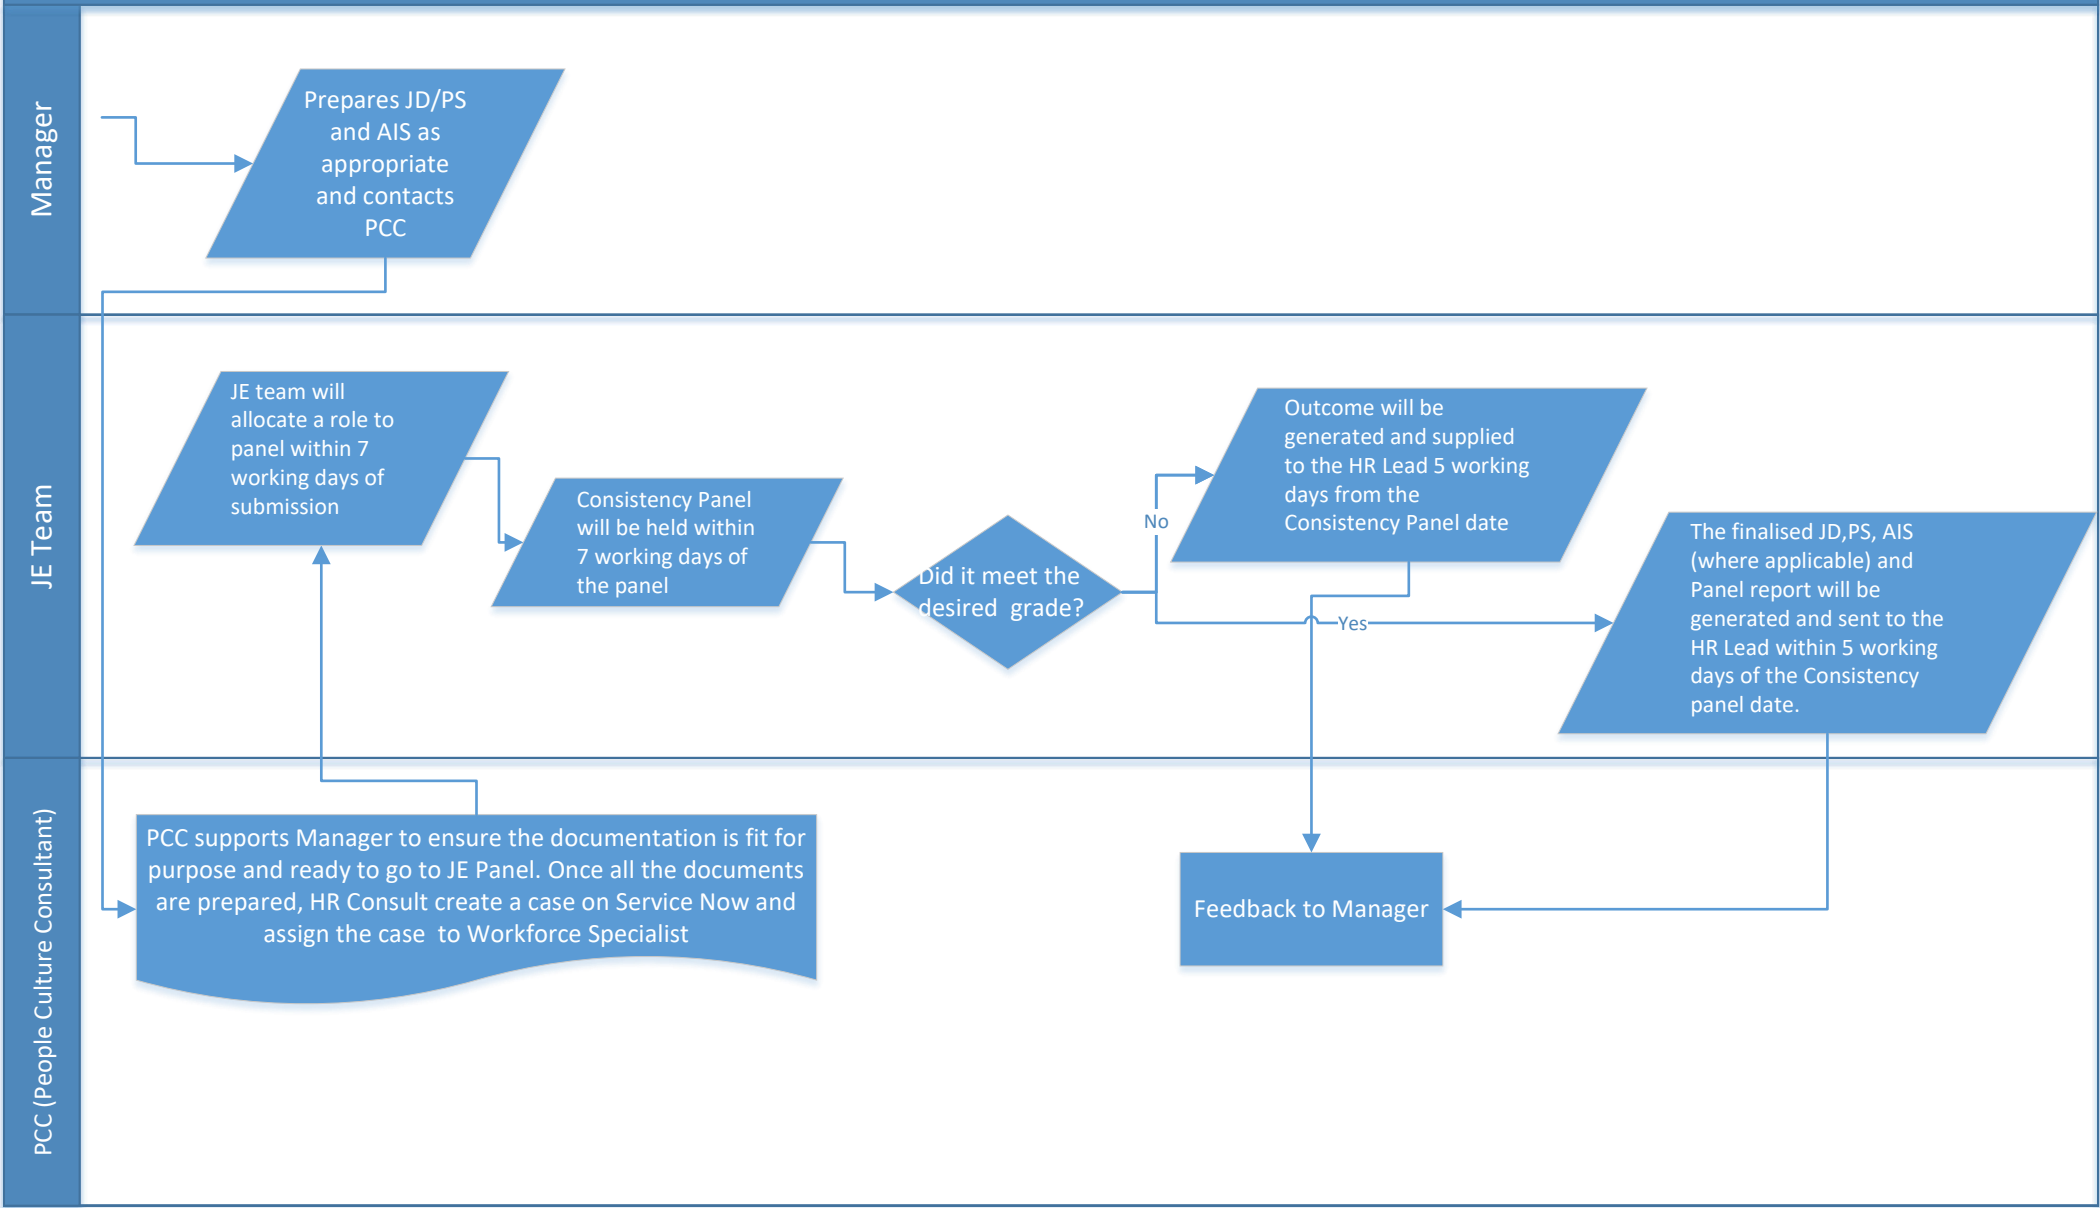 Manager
Prepares JD/PS
and AIS as
appropriate
and contacts
PCC
JE Team
JE team will
allocate a role to
panel within 7
working days of
submission
Consistency Panel
will be held within
7 working days of
the panel
Did it meet the
desired grade?
No
Yes
Outcome will be
generated and supplied
to the HR Lead 5 working
days from the
Consistency Panel date
The finalised JD,PS, AIS
(where applicable) and
Panel report will be
generated and sent to the
HR Lead within 5 working
days of the Consistency
panel date.
PCC (People Culture Consultant)
PCC supports Manager to ensure the documentation is fit for
purpose and ready to go to JE Panel. Once all the documents
are prepared, HR Consult create a case on Service Now and
assign the case  to Workforce Specialist
Feedback to Manager